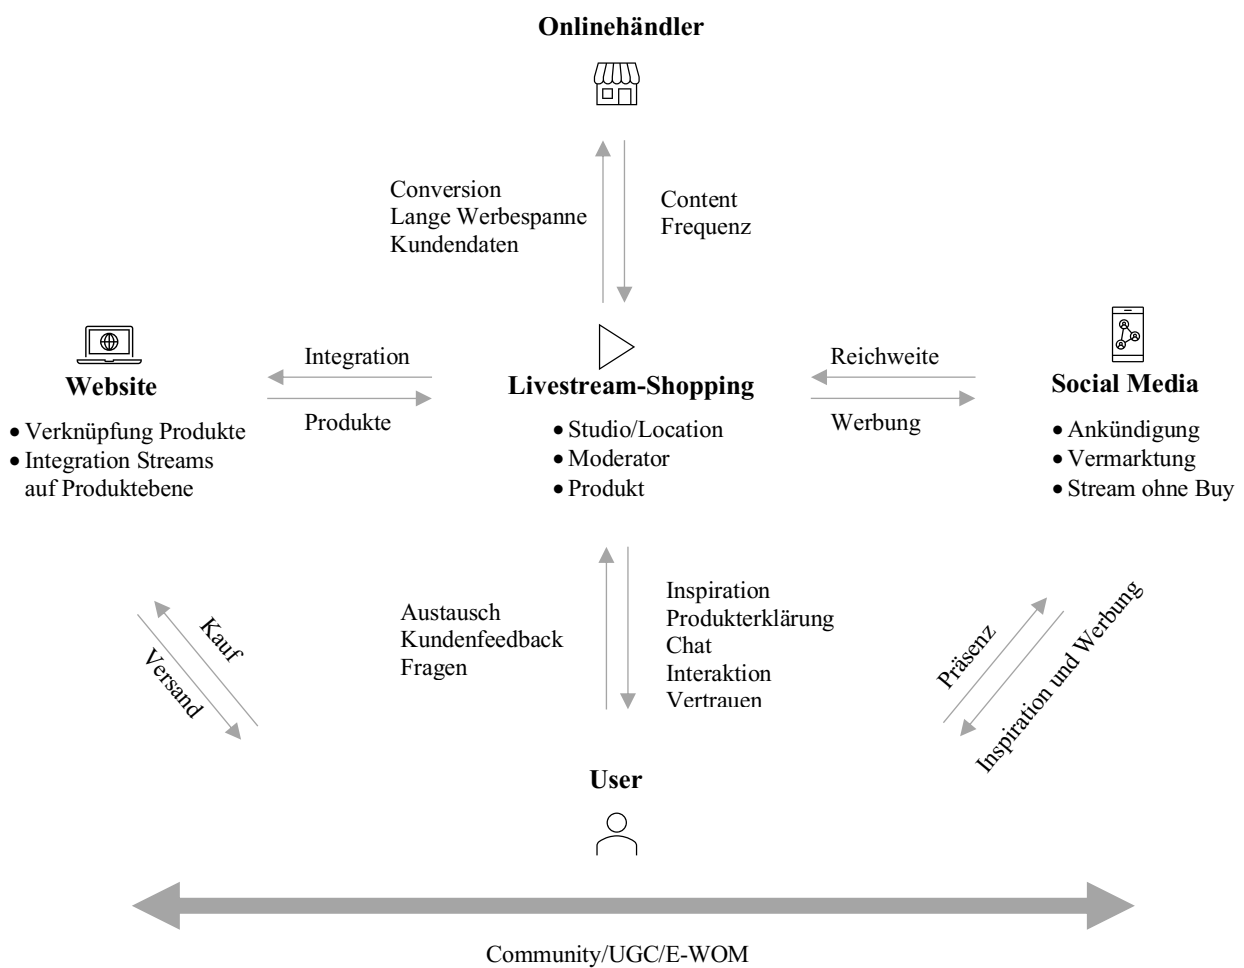 Onlinehändler
Conversion
Lange Werbespanne
Kundendaten
Content
Frequenz
Website
• Verknüpfung Produkte
• Integration Streams
auf Produktebene
Integration
Produkte
Livestream-Shopping
• Studio/Location
• Moderator
• Produkt
Reichweite
Werbung
Social Media
• Ankündigung
• Vermarktung
• Stream ohne Buy
Kauf
Versand
Austausch
Kundenfeedback
Fragen
Inspiration
Produkterklärung
Chat
Interaktion
Vertrauen
Präsenz
Inspiration und Werbung
User
Community/UGC/E-WOM